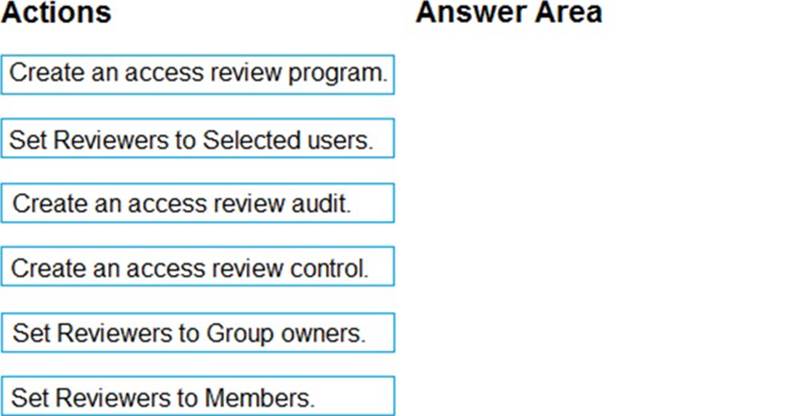 Actions
Answer Area
Create an access review program.
Set Reviewers to Selected users.
Create an access review audit.
Create an access review control.
Set Reviewers to Group owners.
Set Reviewers to Members.